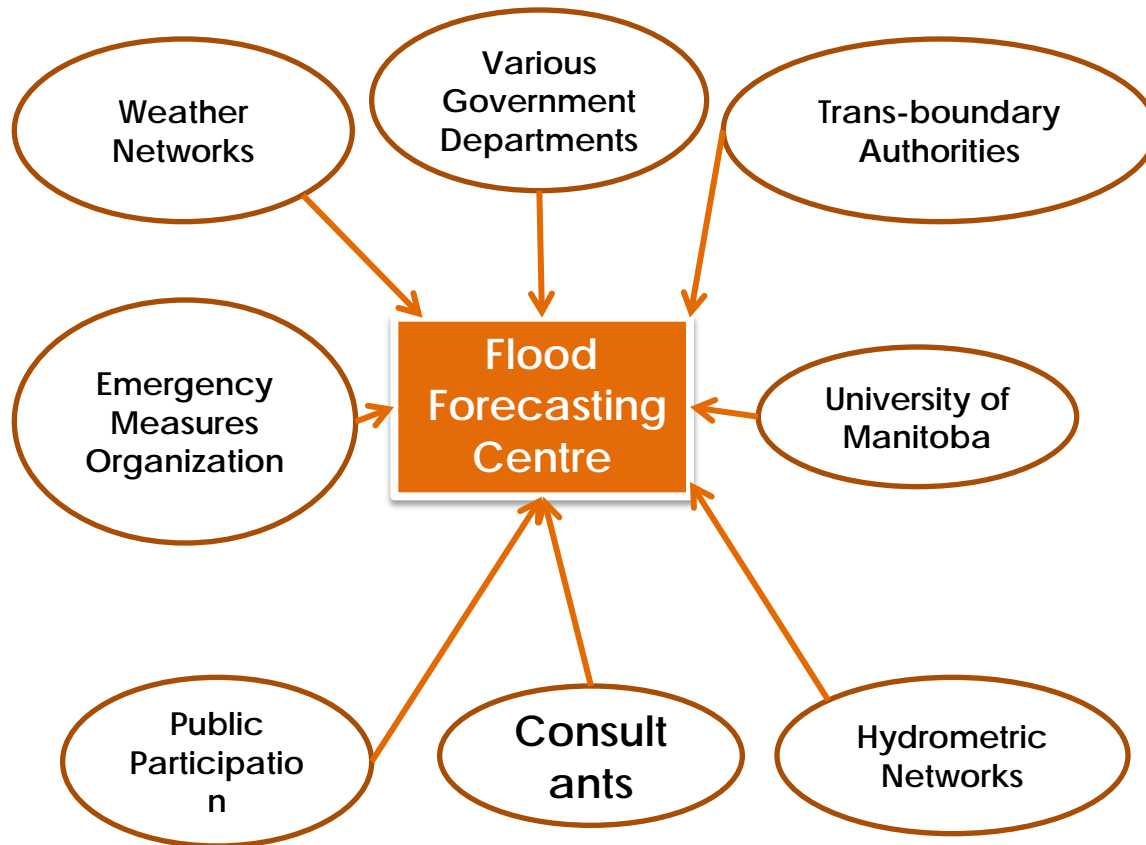 Weather
Networks
Various
Government
Departments
Trans-boundary
Authorities
Emergency
Measures
Organization
Flood
Forecasting
Centre
University of
Manitoba
Public
Participatio
n
Consult
ants
Hydrometric
Networks